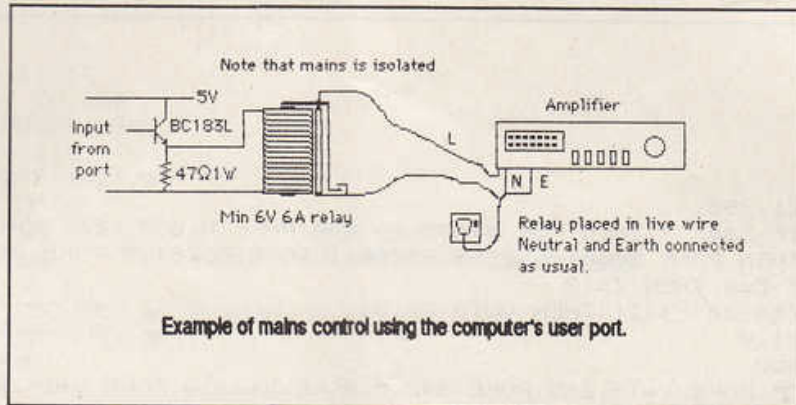 Note that mains is isolated
5V
Amplifier
Input
from
port
BC183L
L
47Ω1W
N E
Min 6V 6A relay
Relay placed in live wire
Neutral and Earth connected
as usual.
Example of mains control using the computer's user port.